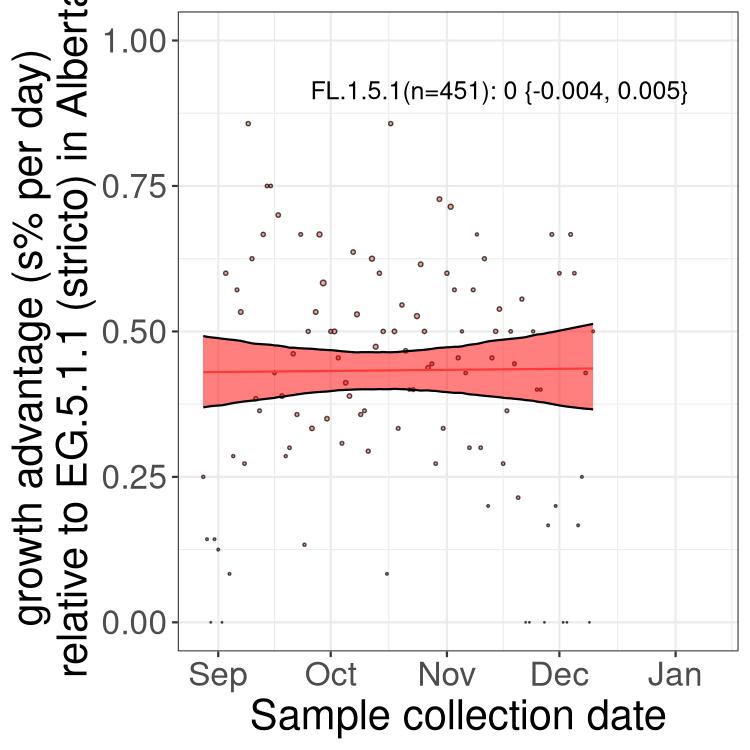 growth advantage (s% per day)
relative to EG.5.1.1 (stricto) in Alberta
1.00
0.75
0.50
0.25
0.00
FL.1.5.1(n=451): 0 {-0.004, 0.005}
Sep Oct Nov Dec Jan
Sample collection date